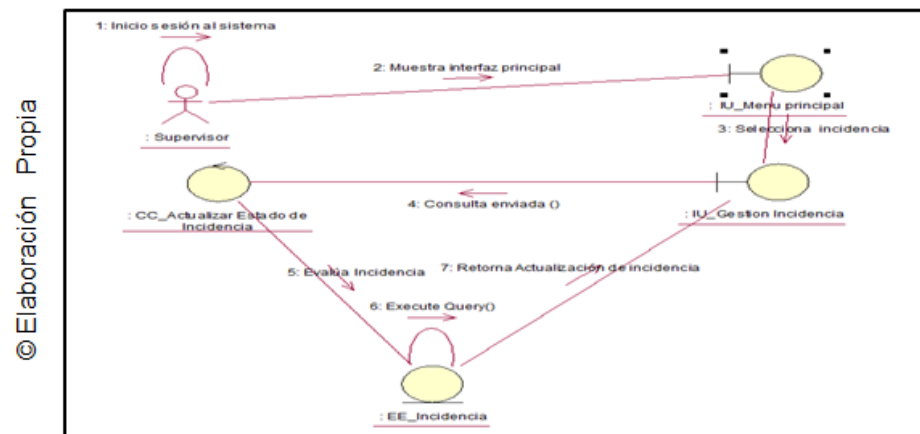 1: Inicio sesión al sistema
2: Muestra interfaz principal
: IU_Menu principal
: Supervisor
3: Selecciona incidencia
4: Consulta enviada ()
: CC_Actualizar Estado de
Incidencia
: IU_Gestion Incidencia
5: Evalúa Incidencia
7: Retorna Actualización de incidencia
6: Execute Query()
: EE_Incidencia
© Elaboración Propia